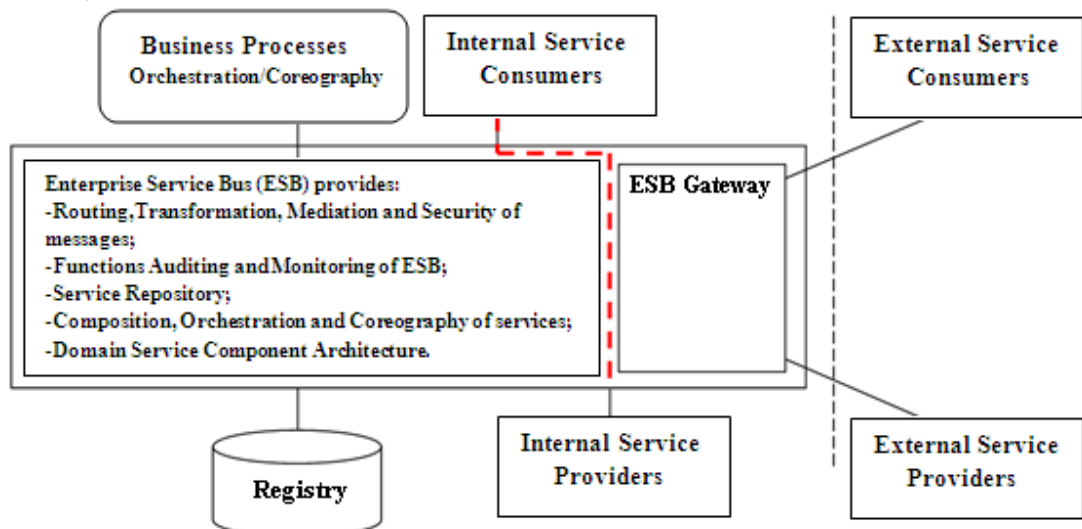 Business Processes
Orchestration/Coreography
Internal Service
Consumers
External Service
Consumers
Enterprise Service Bus (ESB) provides:
-Routing,Transformation, Mediation and Security of
messages;
-Functions Auditing and Monitoring of ESB;
-Service Repository;
-Composition, Orchestration and Coreography of services;
-Domain Service Component Architecture.
ESB Gateway
Registry
Internal Service
Providers
External Service
Providers